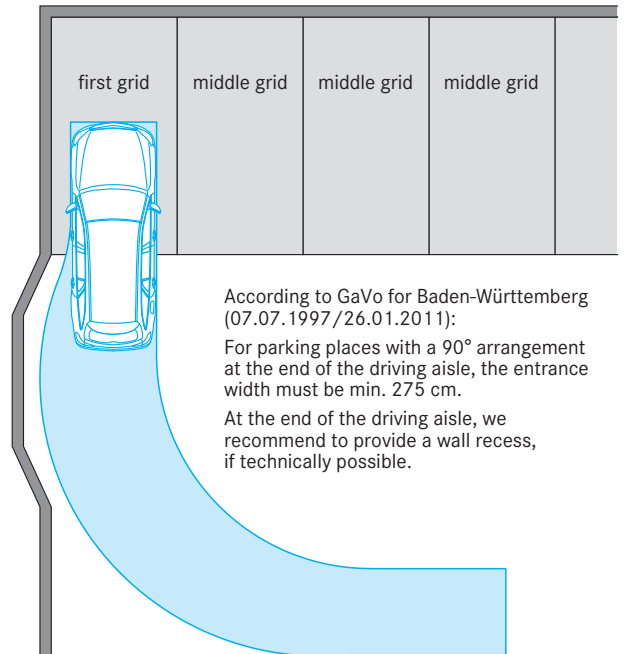 first grid
middle grid
middle grid
middle grid
According to GaVo for Baden-Württemberg
(07.07.1997/26.01.2011):
For parking places with a 90° arrangement
at the end of the driving aisle, the entrance
width must be min. 275 cm.
At the end of the driving aisle, we
recommend to provide a wall recess,
if technically possible.